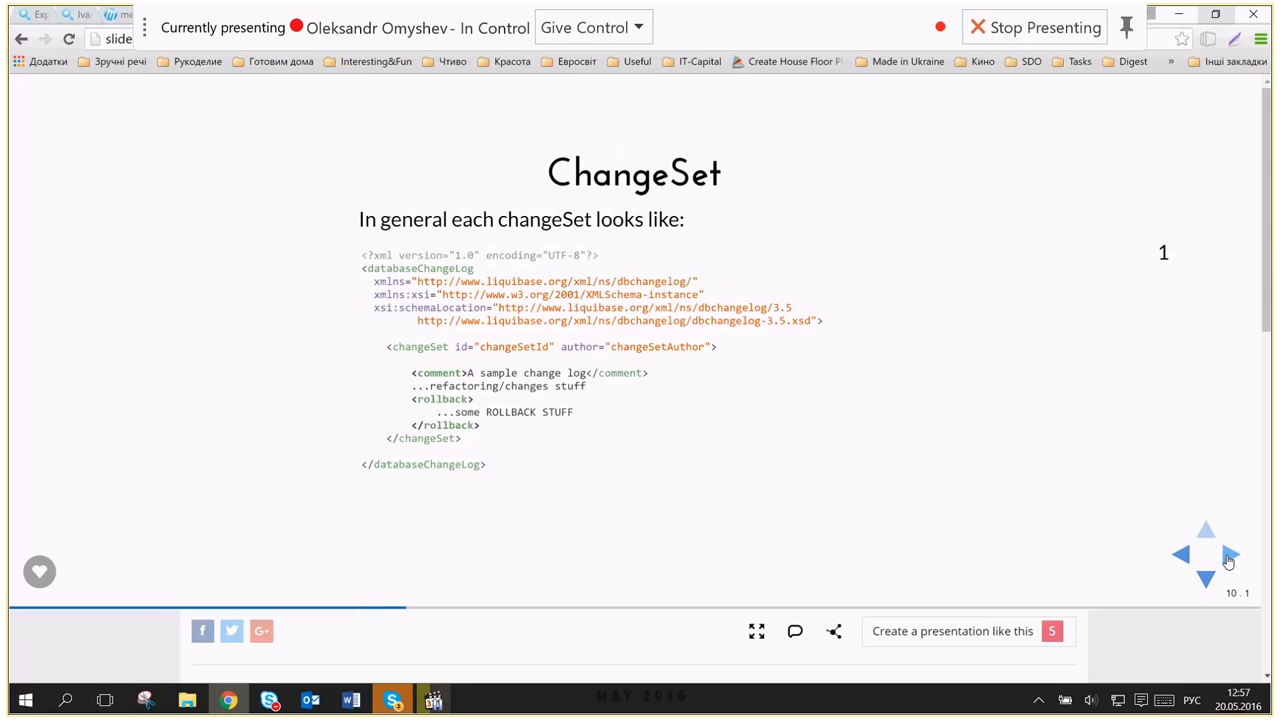 Exp
Iva
me
Currently presenting
Oleksandr Omyshev - In Control
Give Control
Stop Presenting
slide
Додатки
Зручні речі
Рукоделие
Готовим дома
Interesting&Fun
Чтиво
Красота
Евросвіт
Useful
IT-Capital
Create House Floor Pl
Made in Ukraine
Кино
SDO
Tasks
Digest
»
Інші закладки
ChangeSet
In general each changeSet looks like:
1
<?xml version="1.0" encoding="UTF-8"?>
<databaseChangeLog
xmlns="http://www.liquibase.org/xml/ns/dbchangelog/"
xmlns:xsi="http://www.w3.org/2001/XMLSchema-instance"
xsi:schemaLocation="http://www.liquibase.org/xml/ns/dbchangelog/3.5
http://www.liquibase.org/xml/ns/dbchangelog/dbchangelog-3.5.xsd">
<changeSet id="changeSetId" author="changeSetAuthor">
<comment>A sample change log</comment>
...refactoring/changes stuff
<rollback>
...some ROLLBACK STUFF
</rollback>
</changeSet>
</databaseChangeLog>
10 . 1
Create a presentation like this
S
MAY 2016
РУС
12:57
20.05.2016